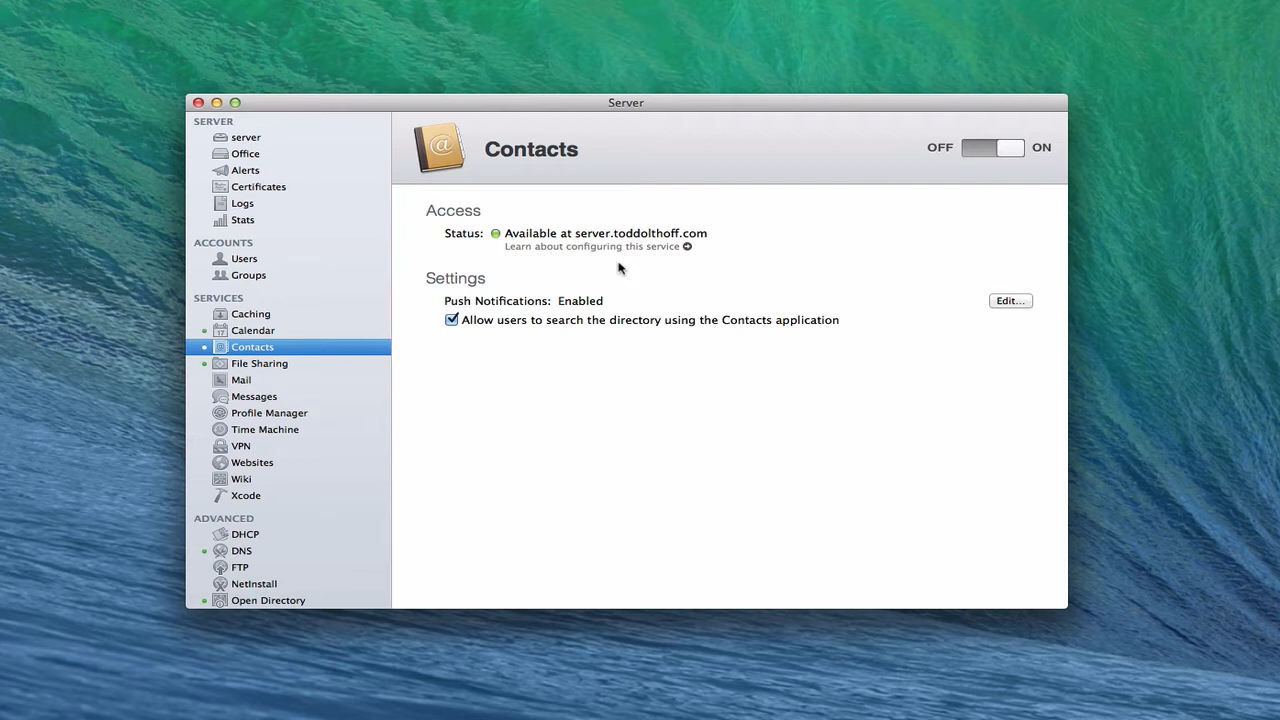 Server
SERVER
server
Office
Alerts
Certificates
Logs
Stats
ACCOUNTS
Users
Groups
SERVICES
Caching
Calendar
Contacts
File Sharing
Mail
Messages
Profile Manager
Time Machine
VPN
Websites
Wiki
Xcode
ADVANCED
DHCP
DNS
FTP
NetInstall
Open Directory
Contacts
OFF ON
Access
Status: Available at server.toddolthoff.com
Learn about configuring this service
Settings
Push Notifications: Enabled Edit...
Allow users to search the directory using the Contacts application